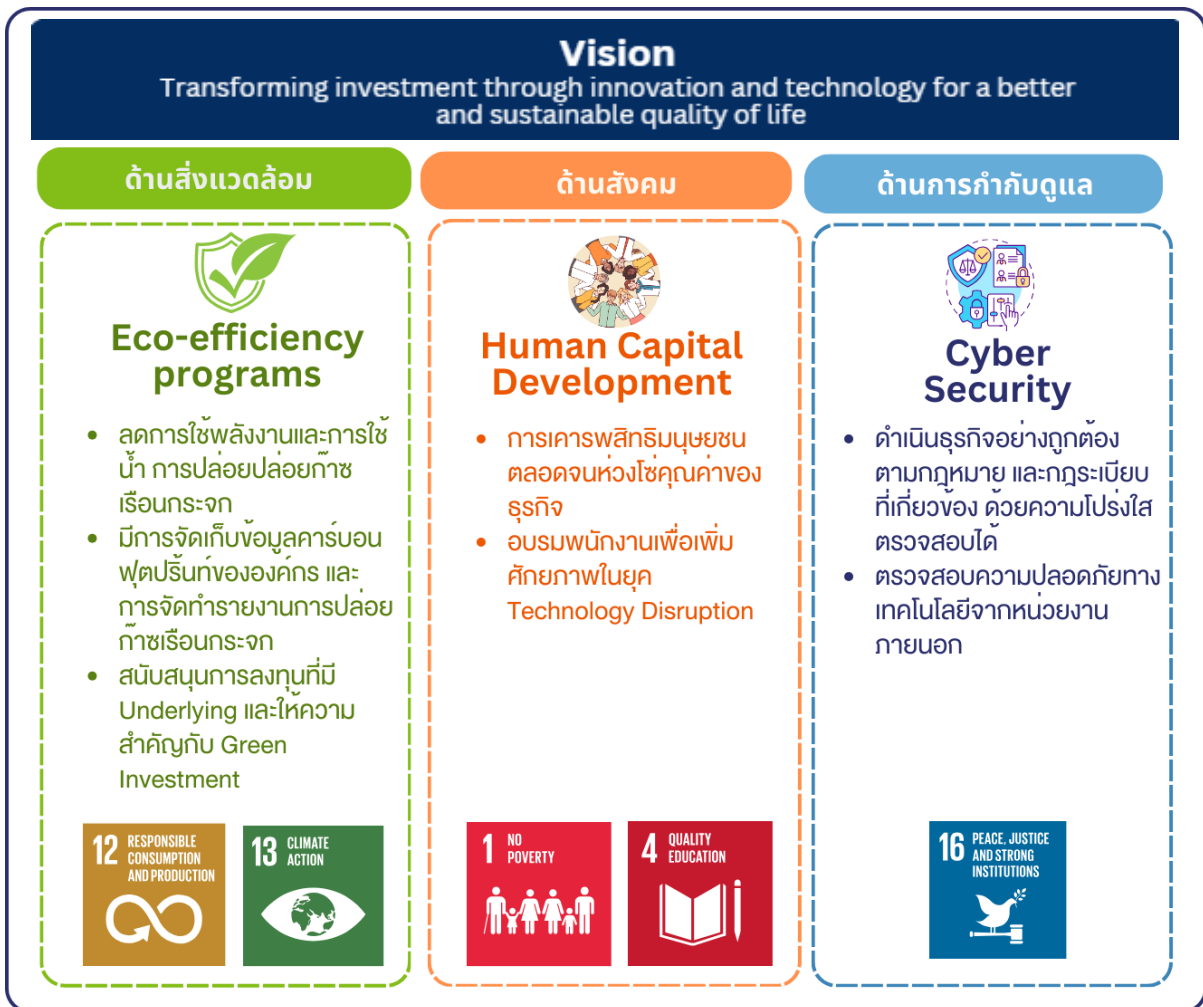 Vision
Transforming investment through innovation and technology for a better
and sustainable quality of life
ด้านสิ่งแวดล้อม
Eco-efficiency
programs
• ลดการใช้พลังงานและการใช้
น้ำ การปล่อยปล่อยก๊าซ
เรือนกระจก
• มีการจัดเก็บข้อมูลคาร์บอน
ฟุตปริ้นท์ขององค์กร และ
การจัดทำรายงานการปล่อย
ก๊าซเรือนกระจก
• สนับสนุนการลงทุนที่มี
Underlying และให้ความ
สำคัญกับ Green
Investment
12 RESPONSIBLE
CONSUMPTION
AND PRODUCTION
13 CLIMATE
ACTION
ด้านสังคม
Human Capital
Development
• การเคารพสิทธิมนุษยชน
ตลอดจนห่วงโซ่คุณค่าของ
ธุรกิจ
• อบรมพนักงานเพื่อเพิ่ม
ศักยภาพในยุค
Technology Disruption
1 NO
POVERTY
4 QUALITY
EDUCATION
ด้านการกำกับดูแล
Cyber
Security
• ดำเนินธุรกิจอย่างถูกต้อง
ตามกฎหมาย และกฎระเบียบ
ที่เกี่ยวข้อง ด้วยความโปร่งใส
ตรวจสอบได้
• ตรวจสอบความปลอดภัยทาง
เทคโนโลยีจากหน่วยงาน
ภายนอก
16 PEACE, JUSTICE
AND STRONG
INSTITUTIONS